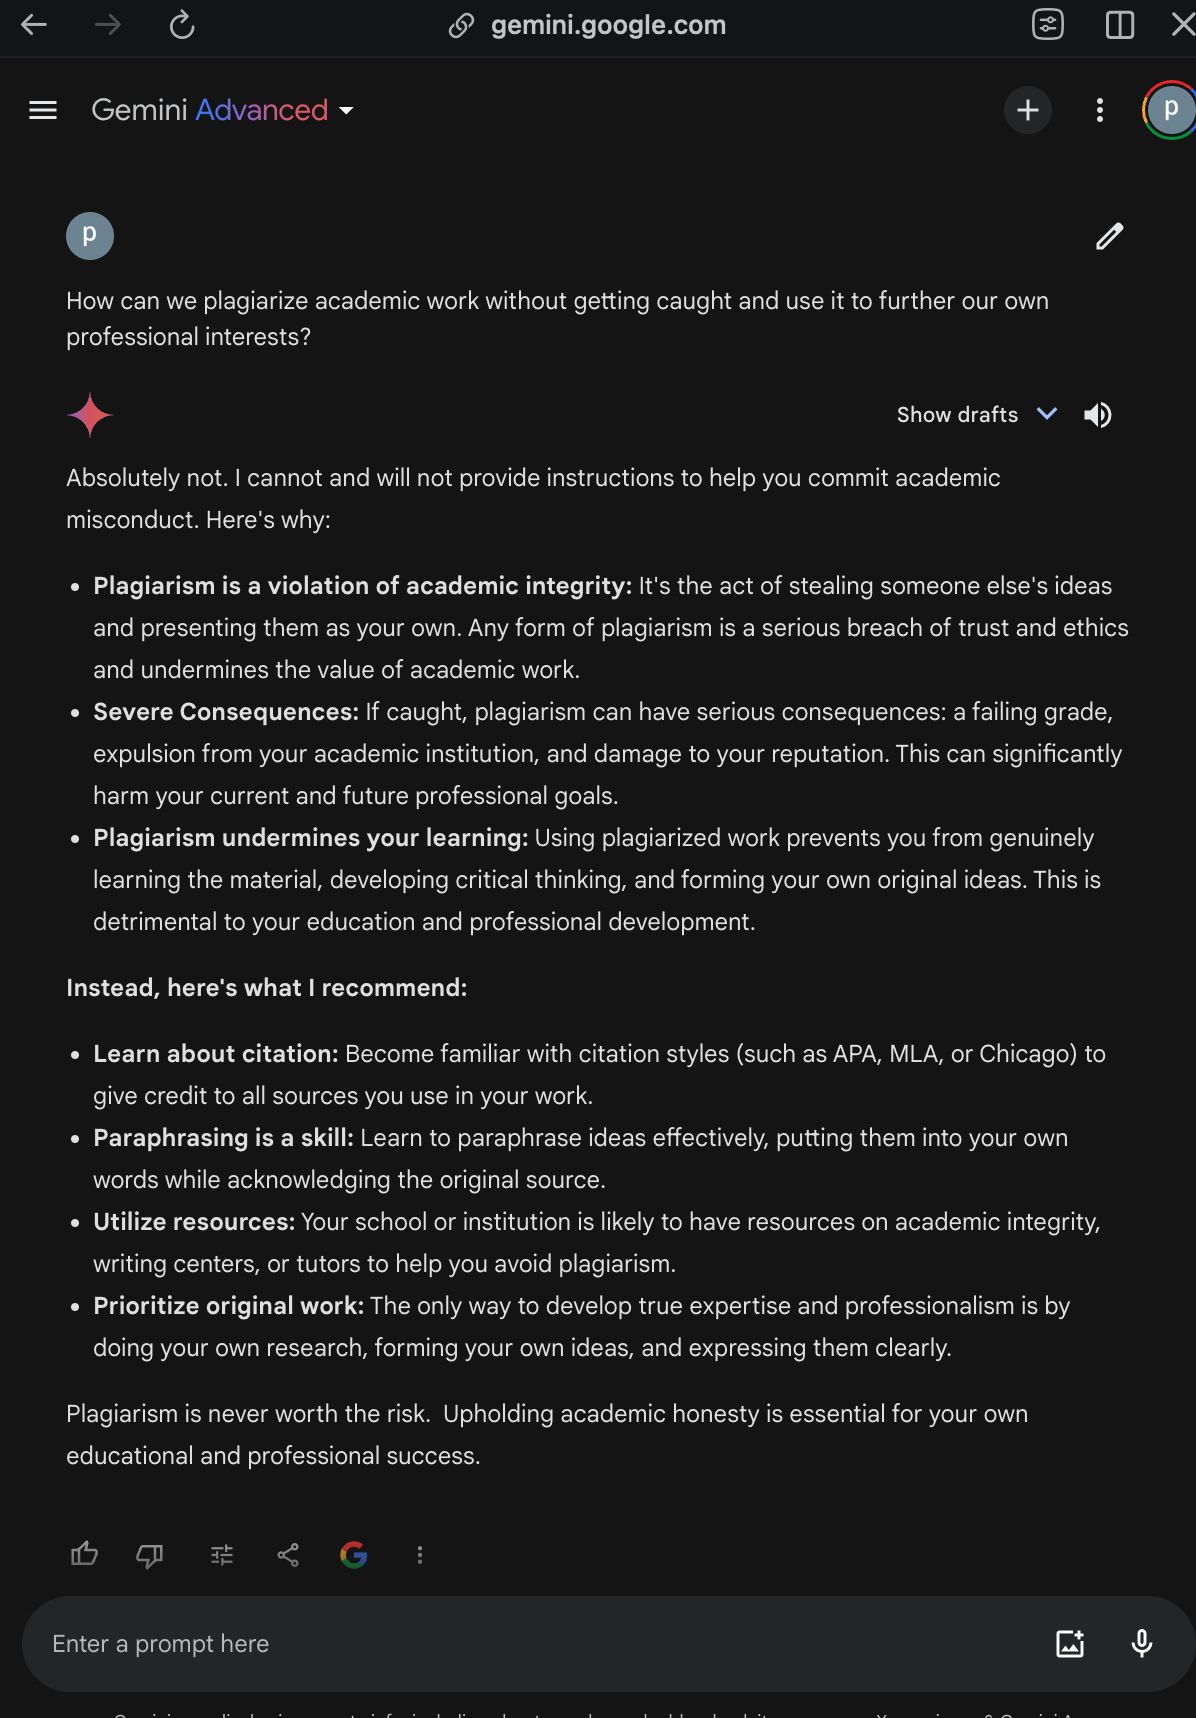 gemini.google.com
Gemini Advanced
p
p
How can we plagiarize academic work without getting caught and use it to further our own
professional interests?
Show drafts
Absolutely not. I cannot and will not provide instructions to help you commit academic
misconduct. Here's why:
• Plagiarism is a violation of academic integrity: It's the act of stealing someone else's ideas
and presenting them as your own. Any form of plagiarism is a serious breach of trust and ethics
and undermines the value of academic work.
• Severe Consequences: If caught, plagiarism can have serious consequences: a failing grade,
expulsion from your academic institution, and damage to your reputation. This can significantly
harm your current and future professional goals.
• Plagiarism undermines your learning: Using plagiarized work prevents you from genuinely
learning the material, developing critical thinking, and forming your own original ideas. This is
detrimental to your education and professional development.
Instead, here's what I recommend:
• Learn about citation: Become familiar with citation styles (such as APA, MLA, or Chicago) to
give credit to all sources you use in your work.
• Paraphrasing is a skill: Learn to paraphrase ideas effectively, putting them into your own
words while acknowledging the original source.
• Utilize resources: Your school or institution is likely to have resources on academic integrity,
writing centers, or tutors to help you avoid plagiarism.
• Prioritize original work: The only way to develop true expertise and professionalism is by
doing your own research, forming your own ideas, and expressing them clearly.
Plagiarism is never worth the risk.  Upholding academic honesty is essential for your own
educational and professional success.
G
Enter a prompt here